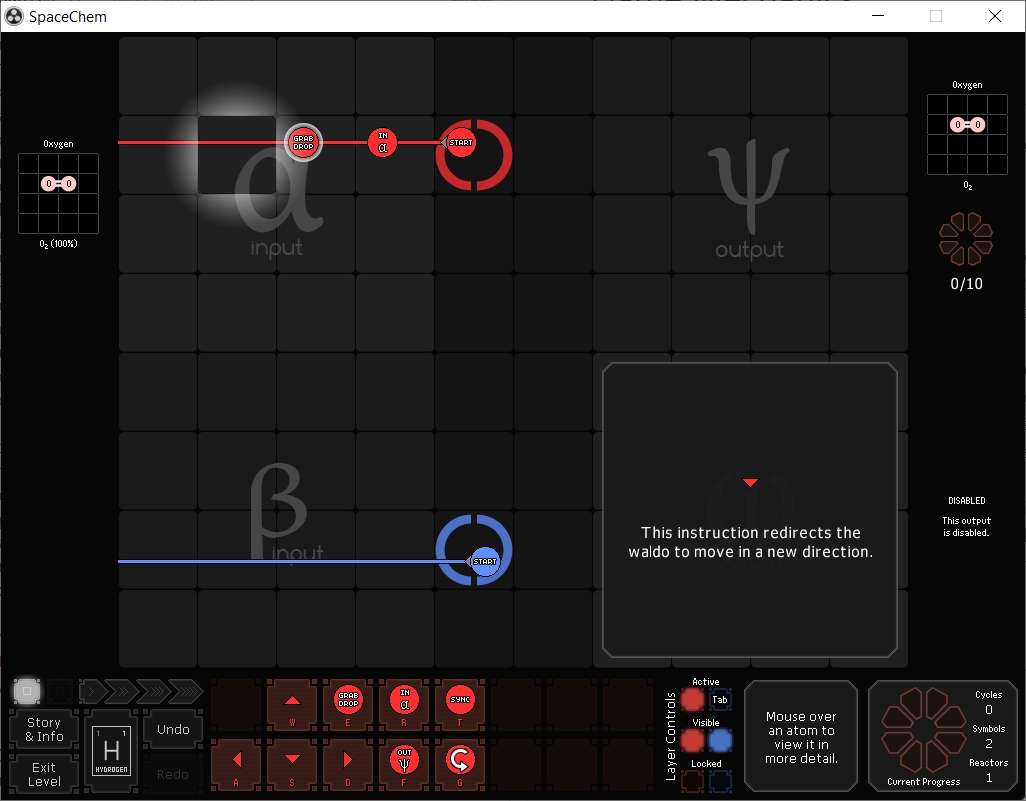 SpaceChem
Oxygen
O=O
O₂ (100%)
GRAB
DROP
IN
α
START
α
input
ψ
output
Oxygen
O=O
O₂
0/10
β
input
START
This instruction redirects the
waldo to move in a new direction.
DISABLED
This output
is disabled.
Story
& Info
Exit
Level
1 1
H
HYDROGEN
Undo
Redo
W
GRAB
DROP
E
IN
α
R
SYNC
T
A
S
D
OUT
ψ
F
G
Layer Controls
Active
Tab
Visible
Locked
Mouse over
an atom to
view it in
more detail.
Cycles
0
Symbols
2
Reactors
1
Current Progress